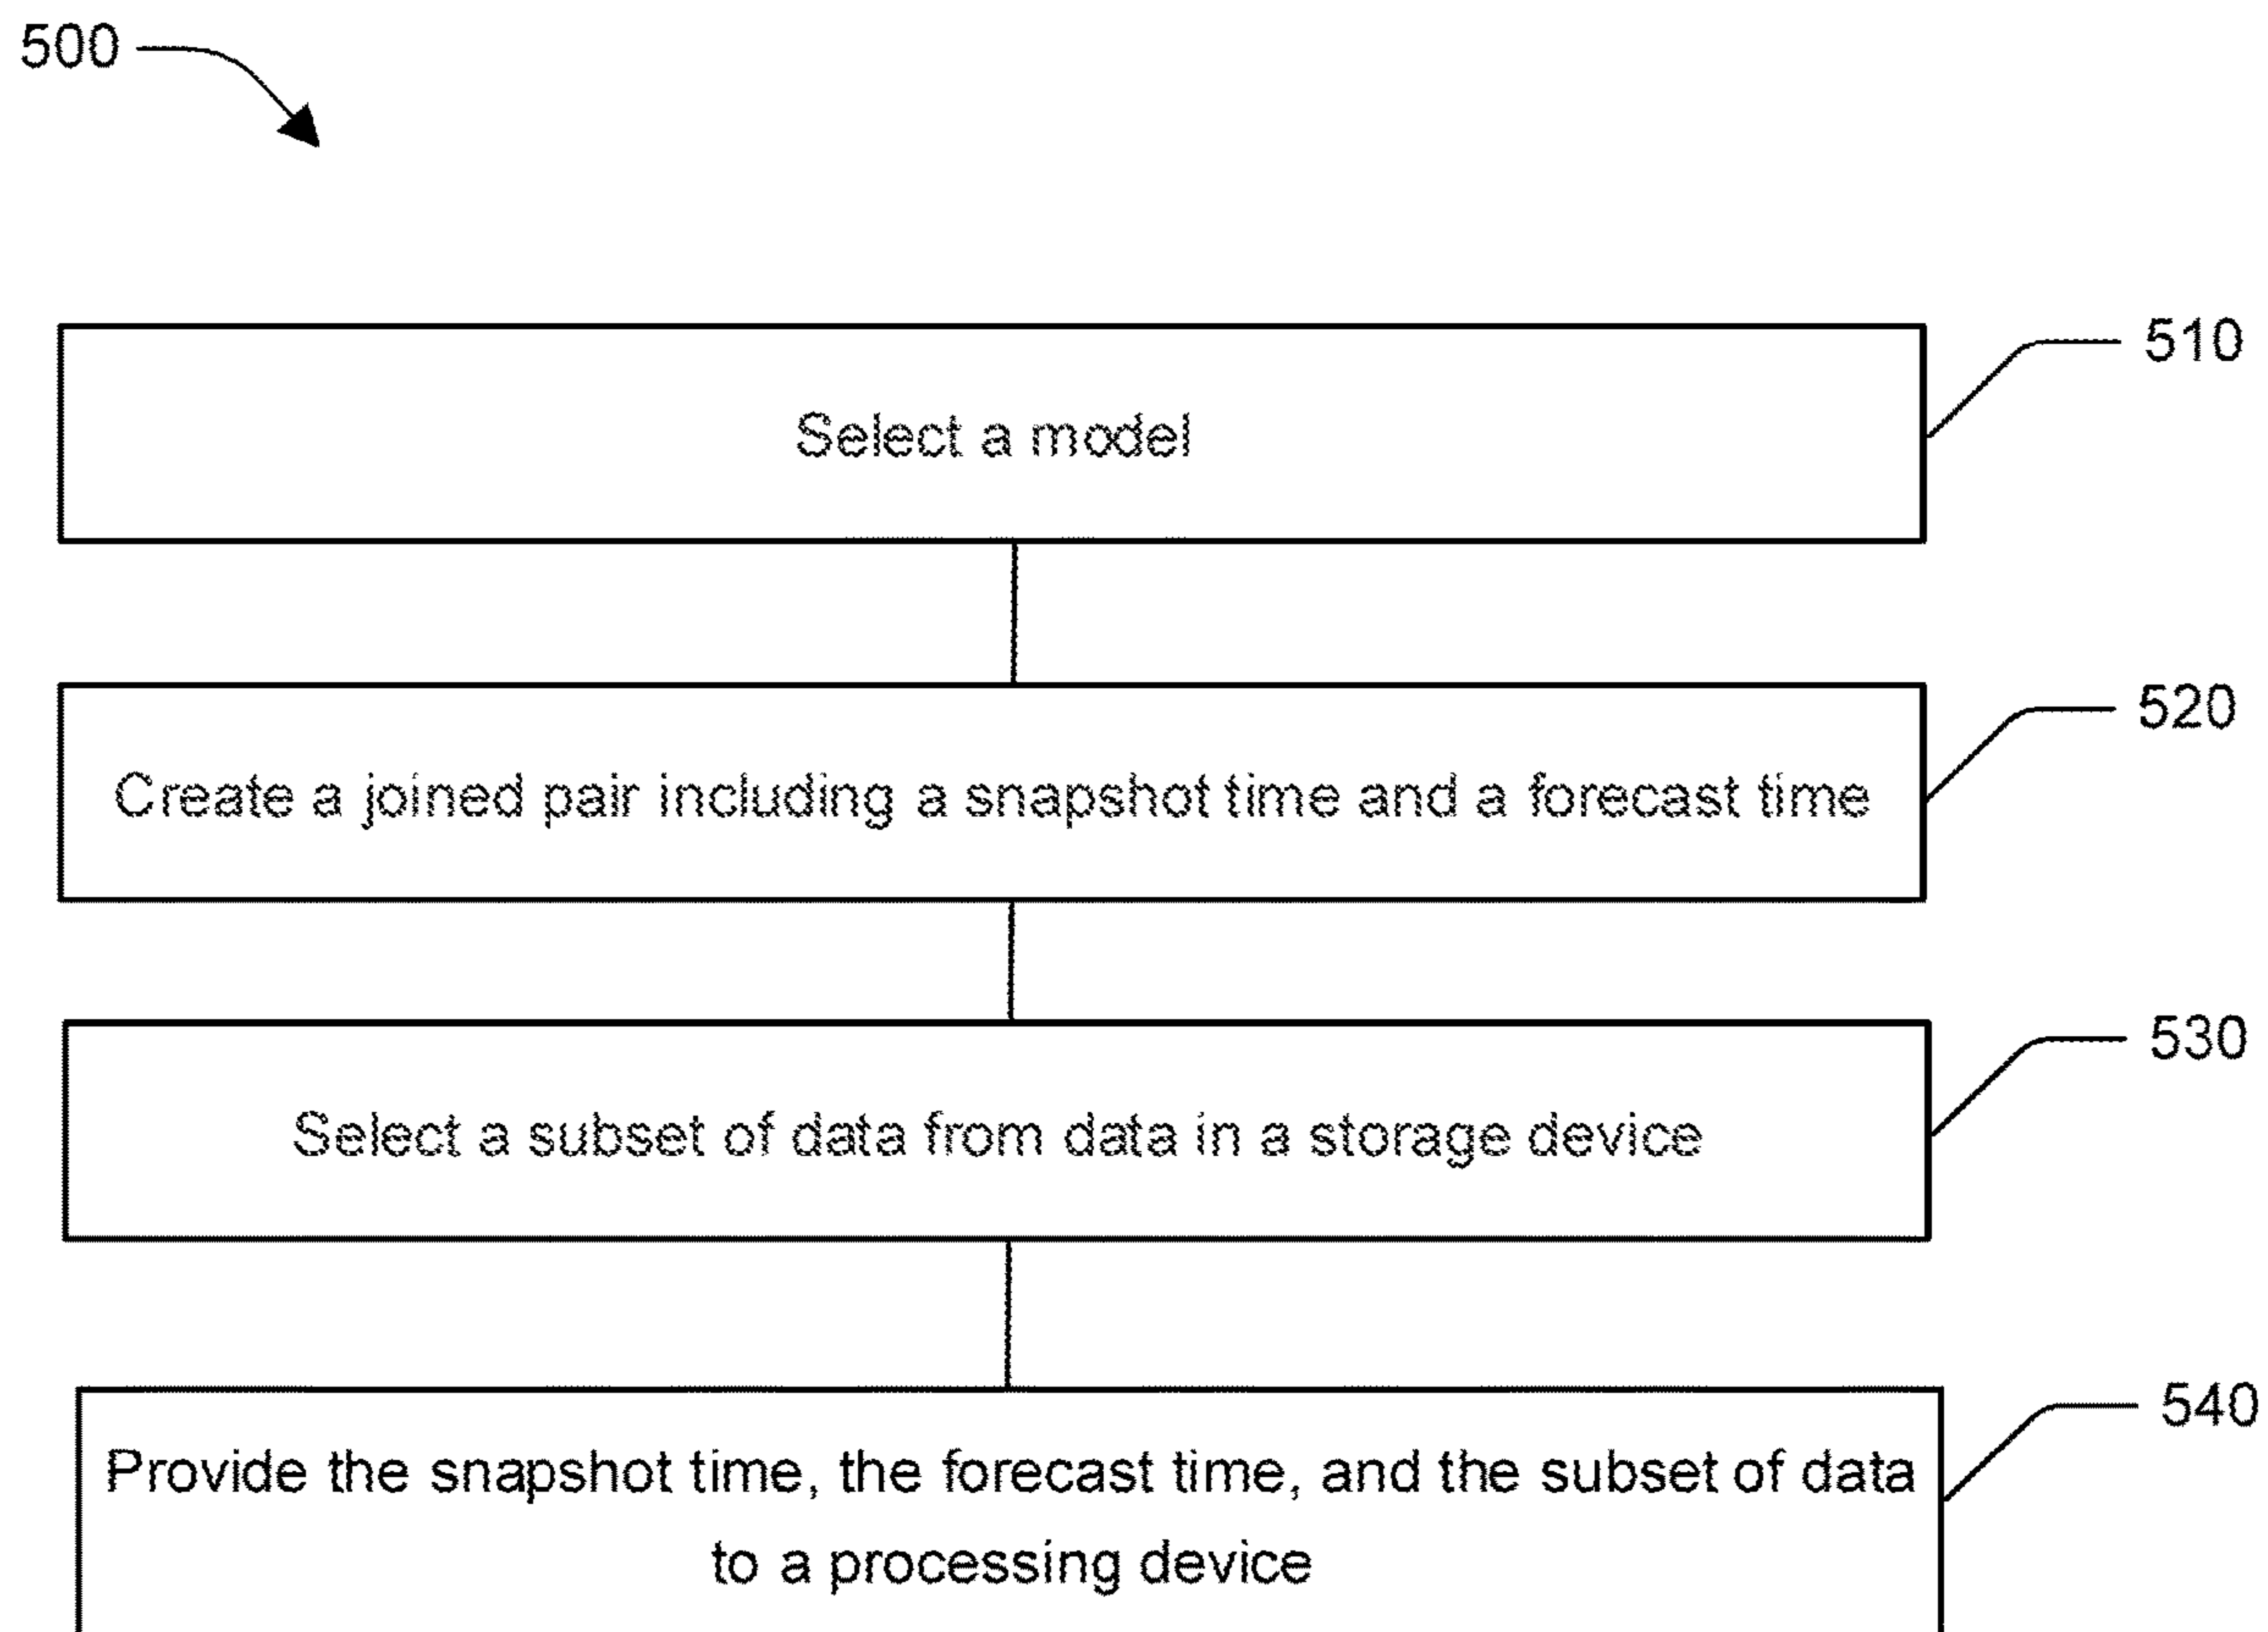 500
510
Select a model
520
Create a joined pair including a snapshot time and a forecast time
530
Select a subset of data from data in a storage device
540
Provide the snapshot time, the forecast time, and the subset of data
to a processing device